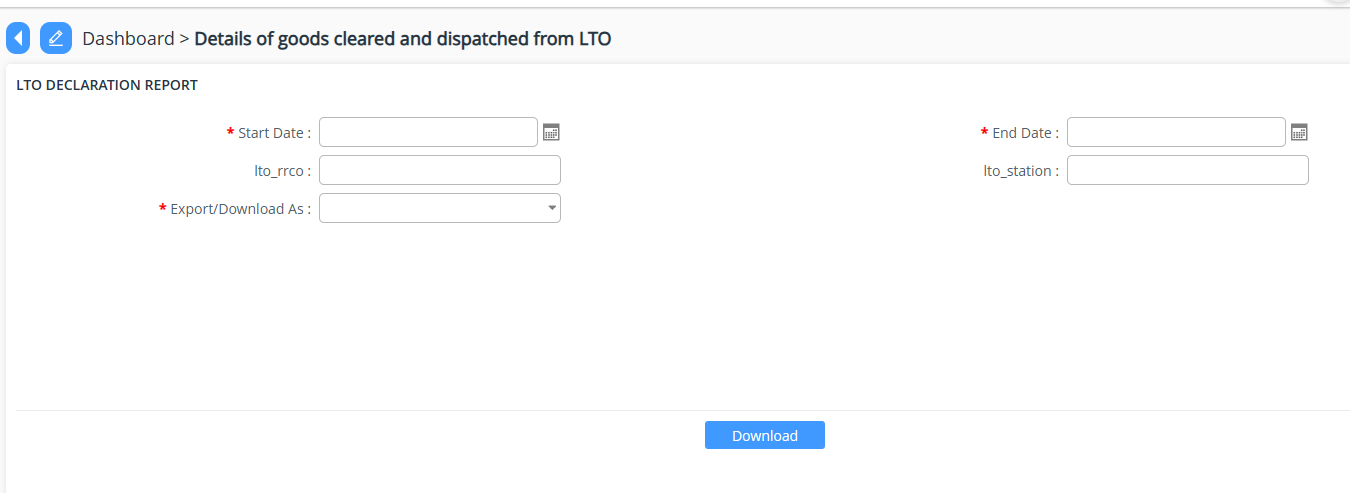 Dashboard > Details of goods cleared and dispatched from LTO
LTO DECLARATION REPORT
* Start Date :
* End Date :
lto_rrco :
lto_station :
* Export/Download As :
Download